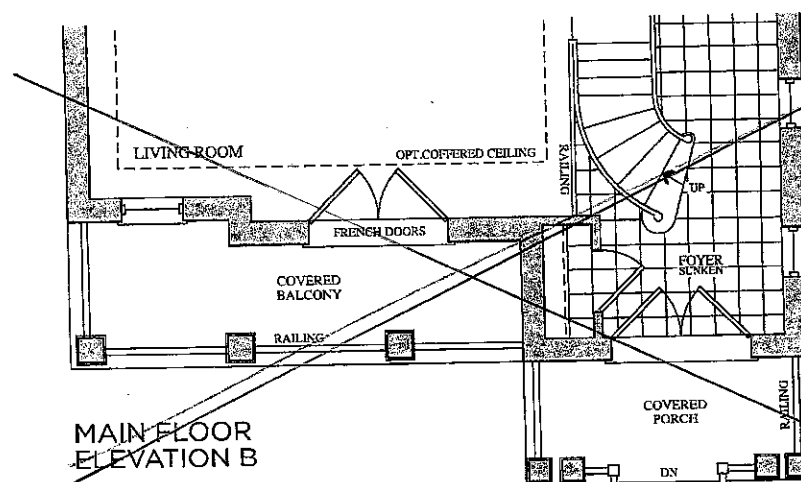 LIVING ROOM
OPT.COFFERED CEILING
RAILING
UP
FRENCH DOORS
FOYER
SUNKEN
COVERED
BALCONY
RAILING
COVERED
PORCH
RAILING
DN
MAIN FLOOR
ELEVATION B